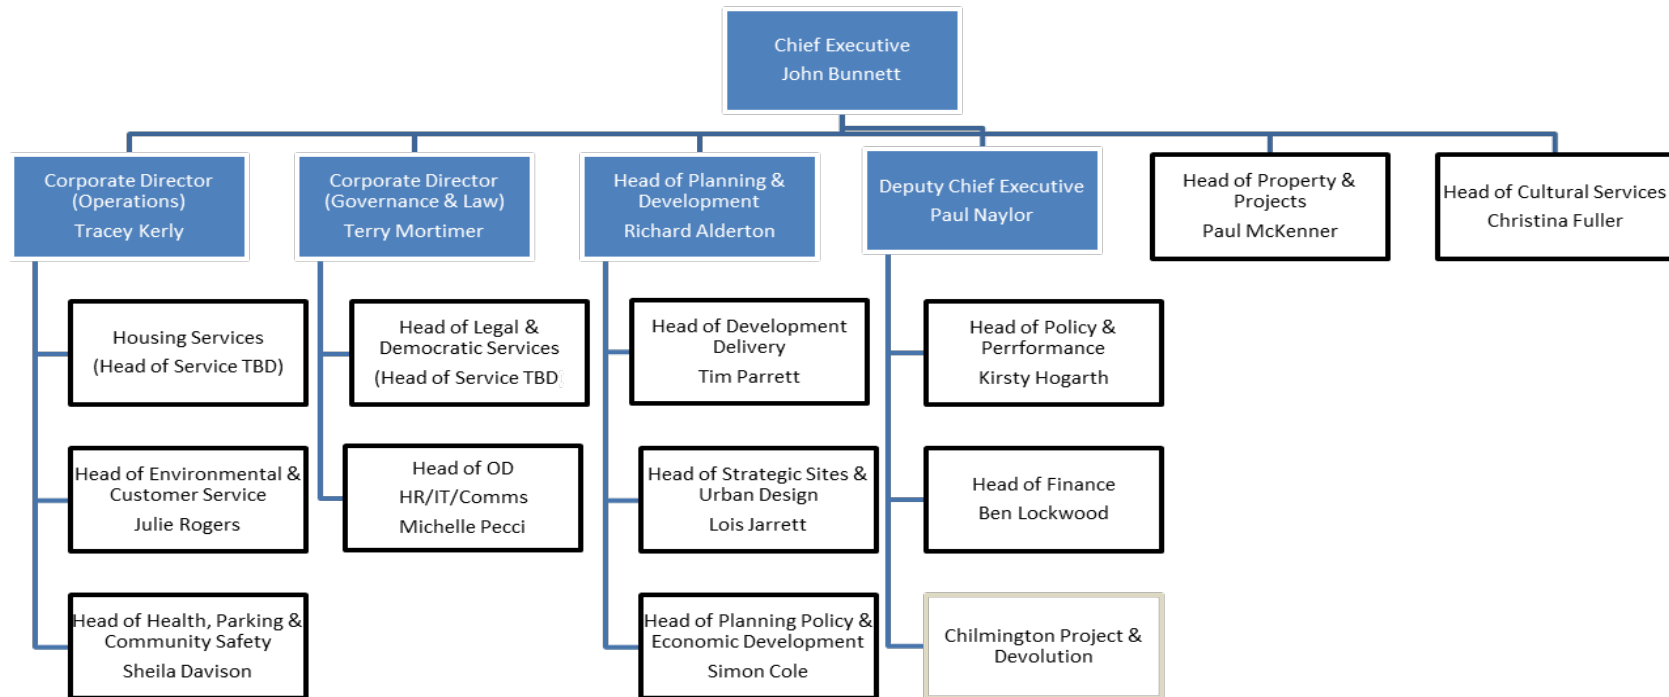 Chief Executive
John Bunnett
Corporate Director
(Operations)
Tracey Kerly
Corporate Director
(Governance & Law)
Terry Mortimer
Head of Planning &
Development
Richard Alderton
Deputy Chief Executive
Paul Naylor
Head of Property &
Projects
Paul McKenner
Head of Cultural Services
Christina Fuller
Housing Services
(Head of Service TBD)
Head of Environmental &
Customer Service
Julie Rogers
Head of Health, Parking &
Community Safety
Sheila Davison
Head of Legal &
Democratic Services
(Head of Service TBD
Head of OD
HR/IT/Comms
Michelle Pecci
Head of Development
Delivery
Tim Parrett
Head of Strategic Sites &
Urban Design
Lois Jarrett
Head of Planning Policy &
Economic Development
Simon Cole
Head of Policy &
Perrformance
Kirsty Hogarth
Head of Finance
Ben Lockwood
Chilmington Project &
Devolution